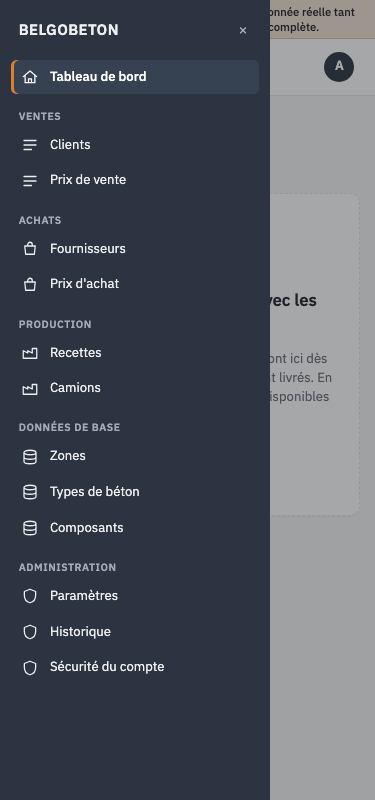 BELGOBETON ×
onnée réelle tant
complète.
A
Tableau de bord
VENTES
Clients
Prix de vente
ACHATS
Fournisseurs
Prix d'achat
vec les
PRODUCTION
Recettes
ont ici dès
Camions
t livrés. En
isponibles
DONNÉES DE BASE
Zones
Types de béton
Composants
ADMINISTRATION
Paramètres
Historique
Sécurité du compte